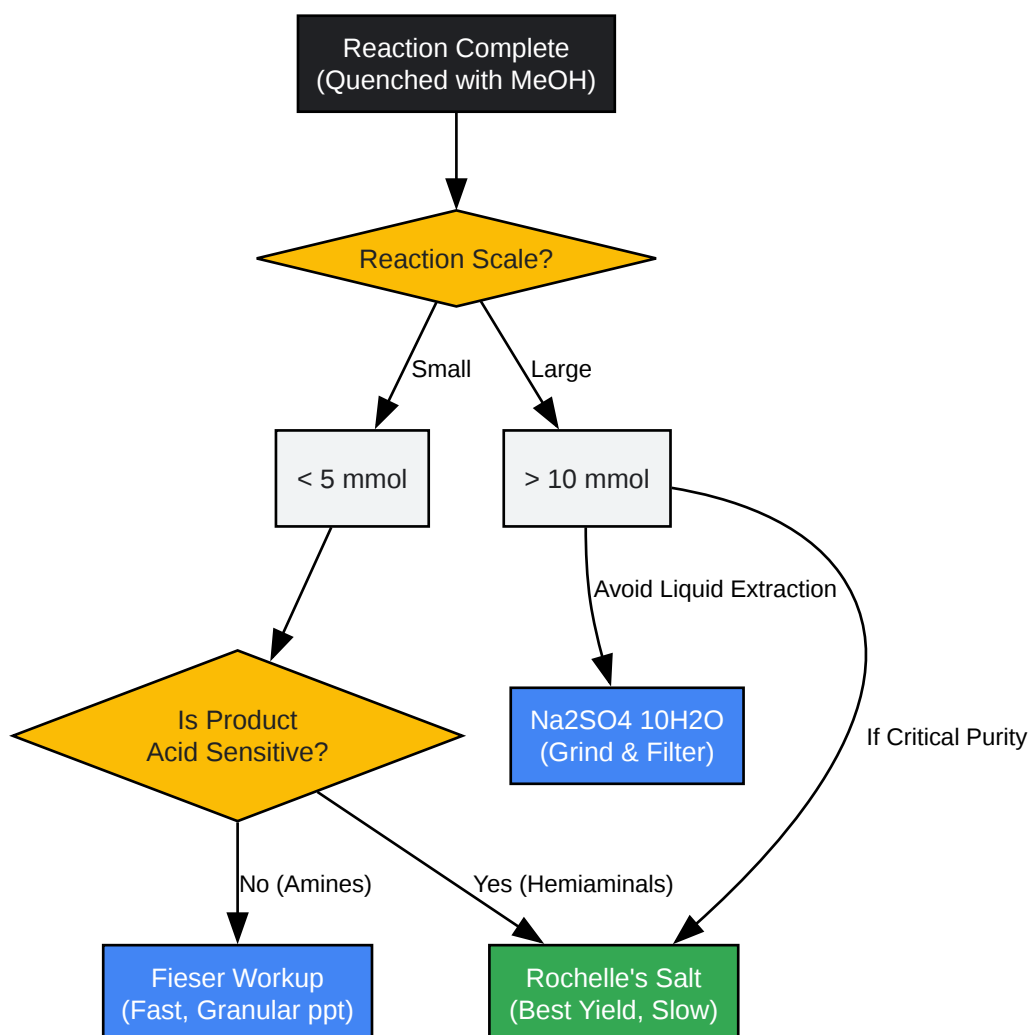 Reaction Complete
(Quenched with MeOH)
Reaction Scale?
Small
Large
< 5 mmol
> 10 mmol
Avoid Liquid Extraction
Is Product
Acid Sensitive?
Na2SO4 10H2O
(Grind & Filter)
If Critical Purity
No (Amines)
Yes (Hemiaminals)
Fieser Workup
(Fast, Granular ppt)
Rochelle's Salt
(Best Yield, Slow)